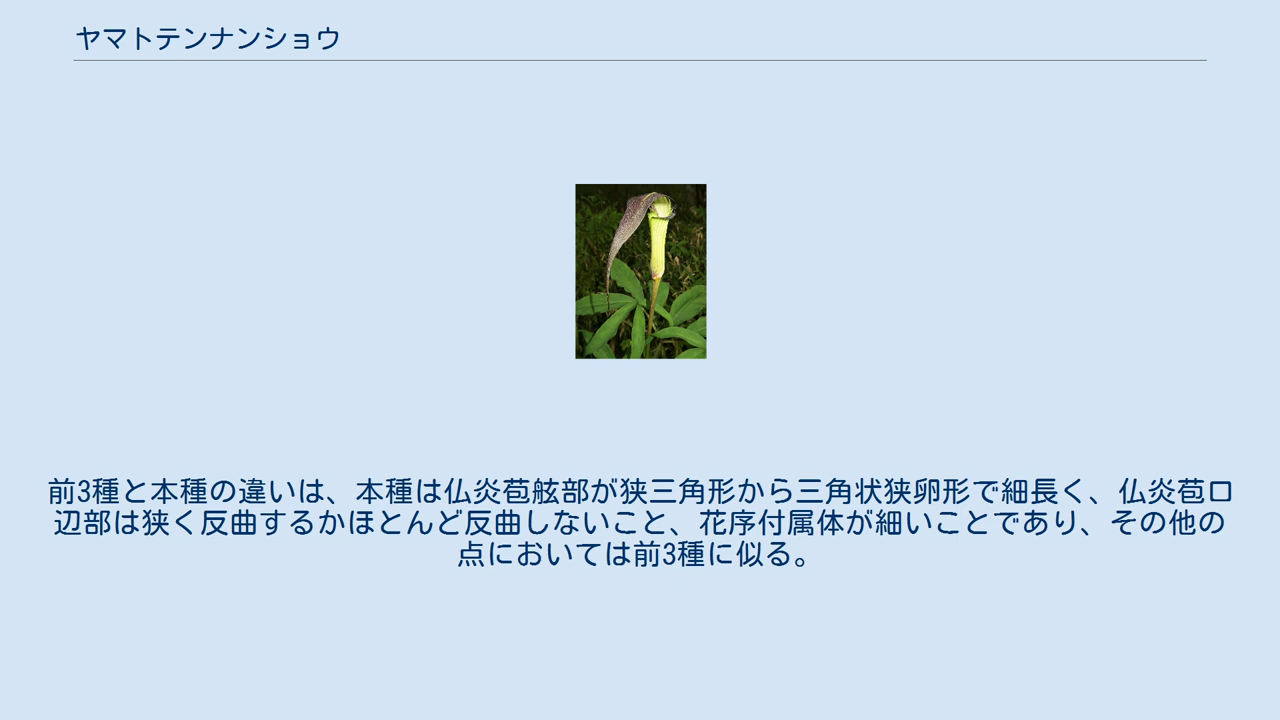 ヤマトテンナンショウ
前3種と本種の違いは、本種は仏炎苞舷部が狭三角形から三角状狭卵形で細長く、仏炎苞口
辺部は狭く反曲するかほとんど反曲しないこと、花序付属体が細いことであり、その他の
点においては前3種に似る。